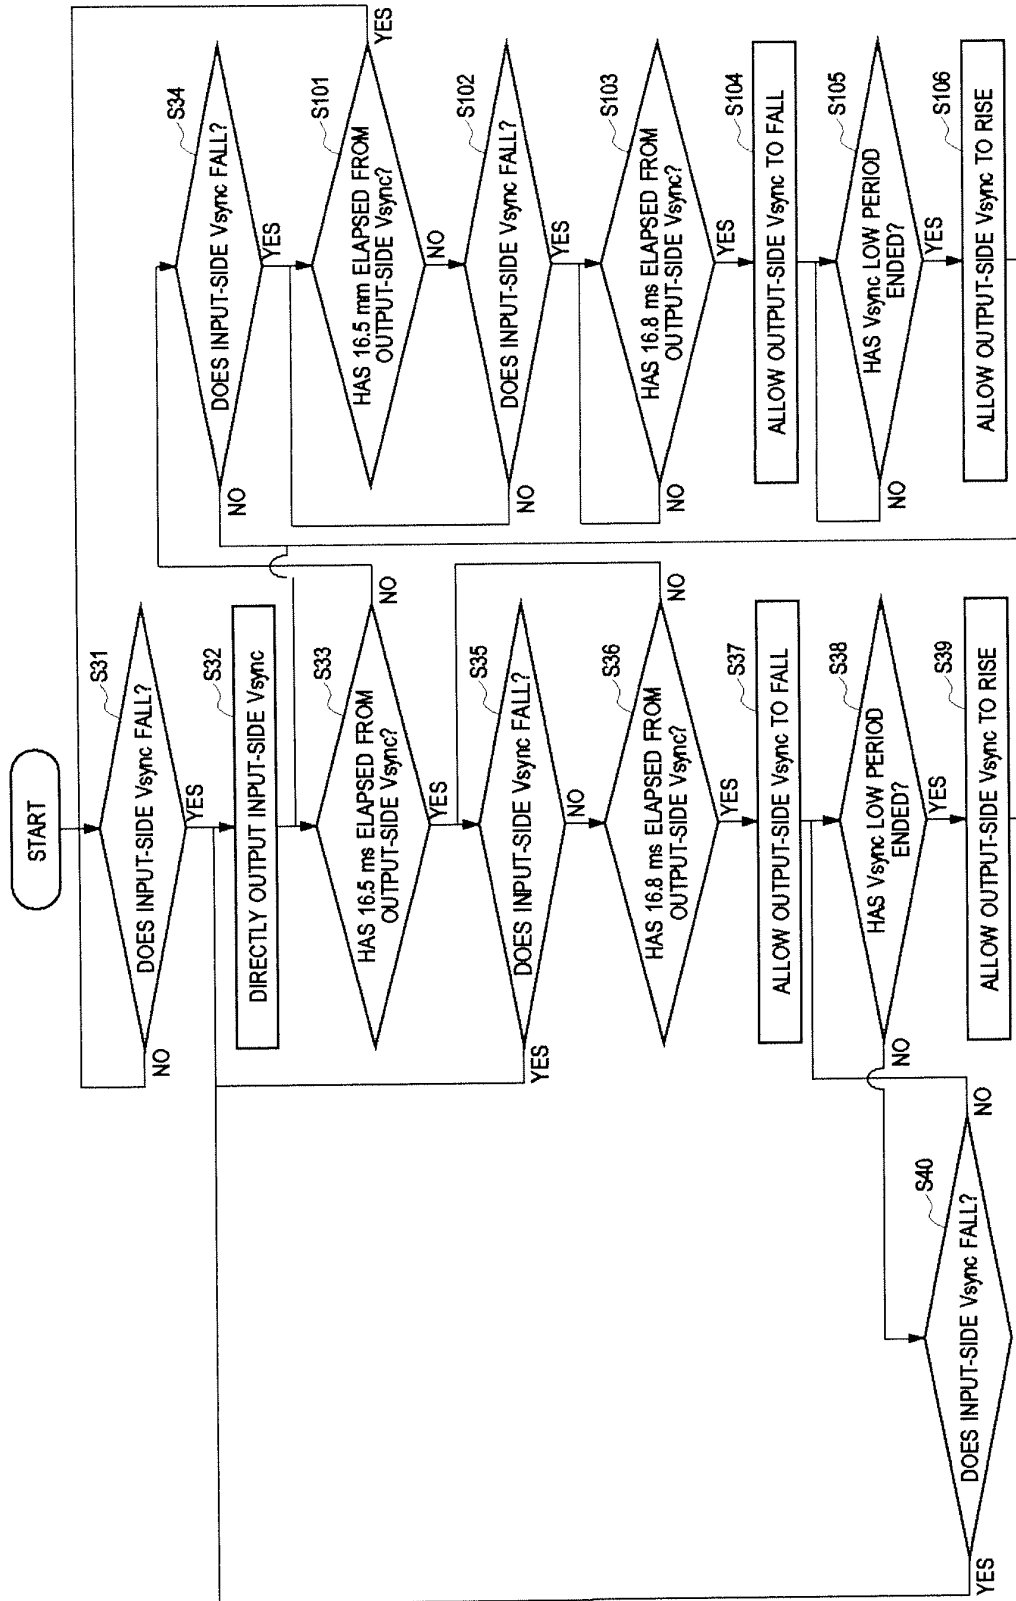 START
S31
DOES INPUT-SIDE Vsync FALL?
NO
YES
S32
DIRECTLY OUTPUT INPUT-SIDE Vsync
S33
HAS 16.5 ms ELAPSED FROM
OUTPUT-SIDE Vsync?
NO
YES
S35
DOES INPUT-SIDE Vsync FALL?
YES
NO
S36
HAS 16.8 ms ELAPSED FROM
OUTPUT-SIDE Vsync?
NO
YES
S37
ALLOW OUTPUT-SIDE Vsync TO FALL
S38
HAS Vsync LOW PERIOD
ENDED?
NO
YES
S39
ALLOW OUTPUT-SIDE Vsync TO RISE
S40
DOES INPUT-SIDE Vsync FALL?
YES
NO
S34
DOES INPUT-SIDE Vsync FALL?
NO
YES
S101
HAS 16.5 mm ELAPSED FROM
OUTPUT-SIDE Vsync?
YES
NO
S102
DOES INPUT-SIDE Vsync FALL?
NO
YES
S103
HAS 16.8 ms ELAPSED FROM
OUTPUT-SIDE Vsync?
NO
YES
S104
ALLOW OUTPUT-SIDE Vsync TO FALL
S105
HAS Vsync LOW PERIOD
ENDED?
NO
YES
S106
ALLOW OUTPUT-SIDE Vsync TO RISE